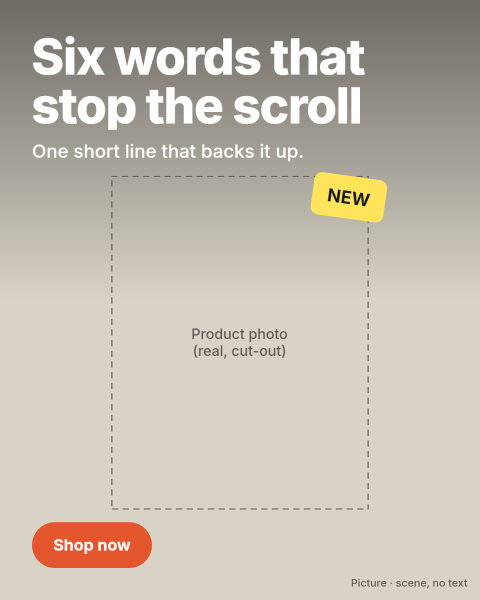 Six words that
stop the scroll
One short line that backs it up.
NEW
Product photo
(real, cut-out)
Shop now
Picture · scene, no text